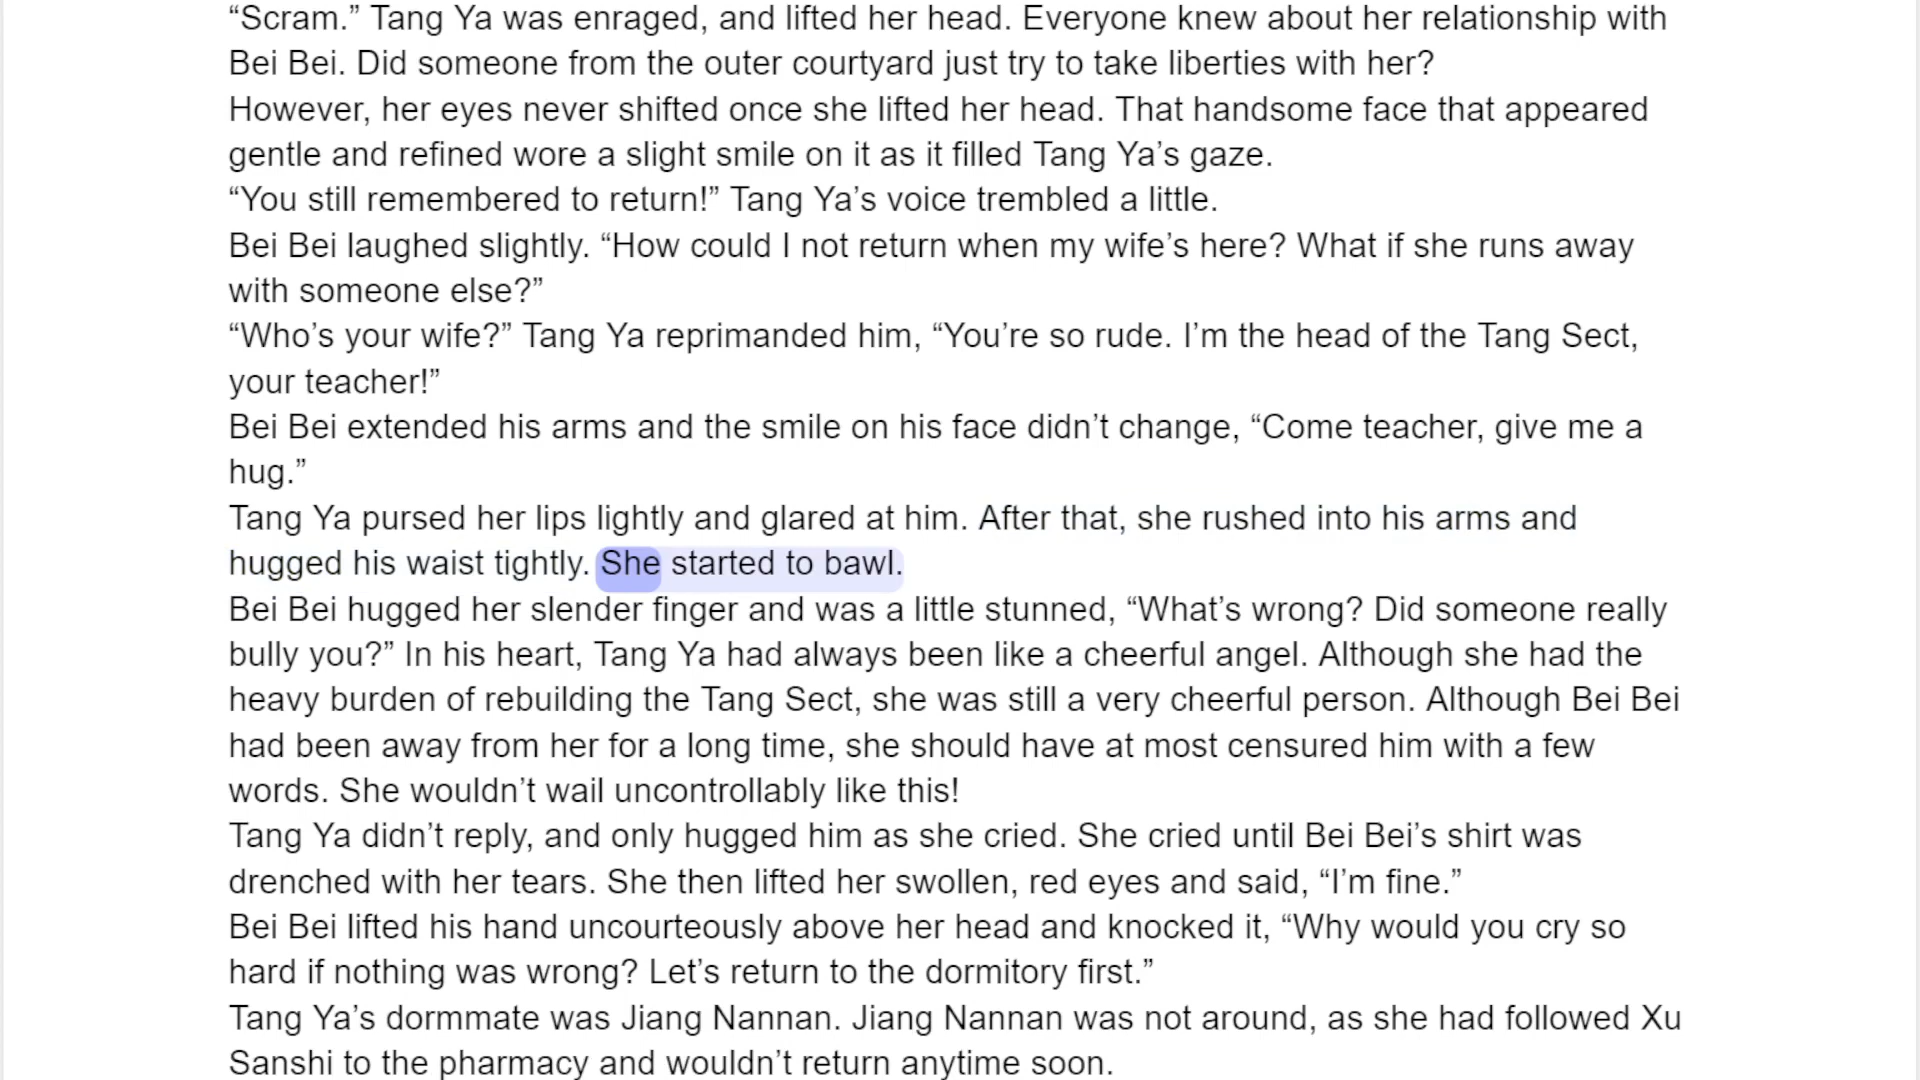 “Scram.” Tang Ya was enraged, and lifted her head. Everyone knew about her relationship with
Bei Bei. Did someone from the outer courtyard just try to take liberties with her?
However, her eyes never shifted once she lifted her head. That handsome face that appeared
gentle and refined wore a slight smile on it as it filled Tang Ya’s gaze.
“You still remembered to return!” Tang Ya’s voice trembled a little.
Bei Bei laughed slightly. “How could I not return when my wife’s here? What if she runs away
with someone else?”
“Who’s your wife?” Tang Ya reprimanded him, “You’re so rude. I’m the head of the Tang Sect,
your teacher!”
Bei Bei extended his arms and the smile on his face didn’t change, “Come teacher, give me a
hug.”
Tang Ya pursed her lips lightly and glared at him. After that, she rushed into his arms and
hugged his waist tightly. She started to bawl.
Bei Bei hugged her slender finger and was a little stunned, “What’s wrong? Did someone really
bully you?” In his heart, Tang Ya had always been like a cheerful angel. Although she had the
heavy burden of rebuilding the Tang Sect, she was still a very cheerful person. Although Bei Bei
had been away from her for a long time, she should have at most censured him with a few
words. She wouldn’t wail uncontrollably like this!
Tang Ya didn’t reply, and only hugged him as she cried. She cried until Bei Bei’s shirt was
drenched with her tears. She then lifted her swollen, red eyes and said, “I’m fine.”
Bei Bei lifted his hand uncourteously above her head and knocked it, “Why would you cry so
hard if nothing was wrong? Let’s return to the dormitory first.”
Tang Ya’s dormmate was Jiang Nannan. Jiang Nannan was not around, as she had followed Xu
Sanshi to the pharmacy and wouldn’t return anytime soon.